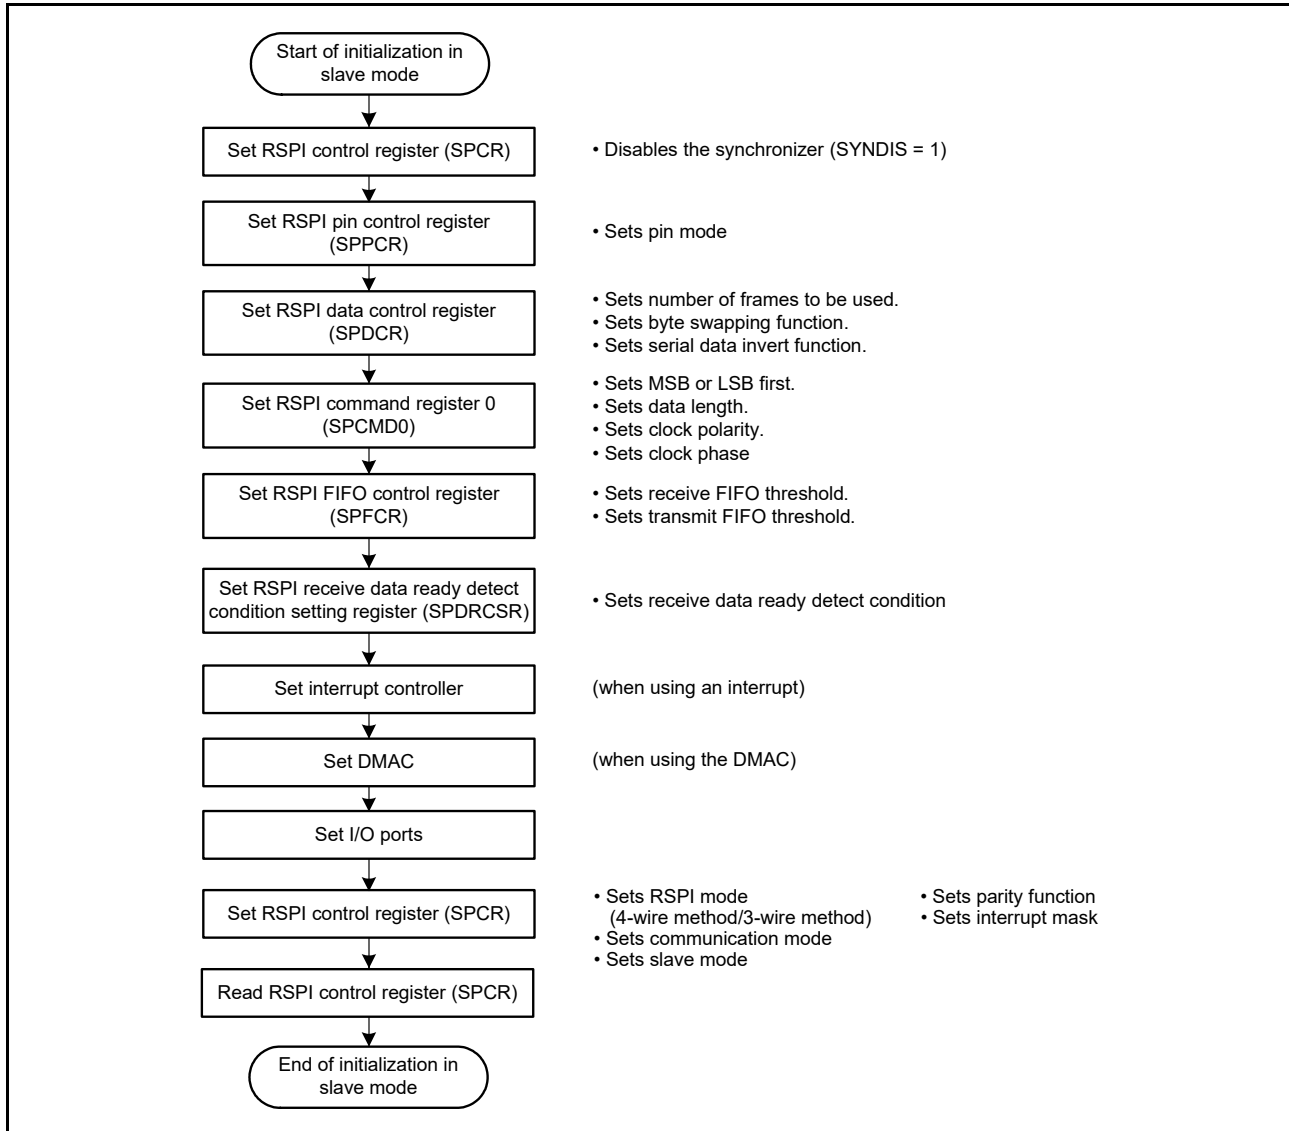 Start of initialization in
slave mode
Set RSPI control register (SPCR)
• Disables the synchronizer (SYNDIS = 1)
Set RSPI pin control register
(SPPCR)
• Sets pin mode
Set RSPI data control register
(SPDCR)
• Sets number of frames to be used.
• Sets byte swapping function.
• Sets serial data invert function.
Set RSPI command register 0
(SPCMD0)
• Sets MSB or LSB first.
• Sets data length.
• Sets clock polarity.
• Sets clock phase
Set RSPI FIFO control register
(SPFCR)
• Sets receive FIFO threshold.
• Sets transmit FIFO threshold.
Set RSPI receive data ready detect
condition setting register (SPDRCSR)
• Sets receive data ready detect condition
Set interrupt controller
(when using an interrupt)
Set DMAC
(when using the DMAC)
Set I/O ports
Set RSPI control register (SPCR)
• Sets RSPI mode
(4-wire method/3-wire method)
• Sets communication mode
• Sets slave mode
• Sets parity function
• Sets interrupt mask
Read RSPI control register (SPCR)
End of initialization in
slave mode